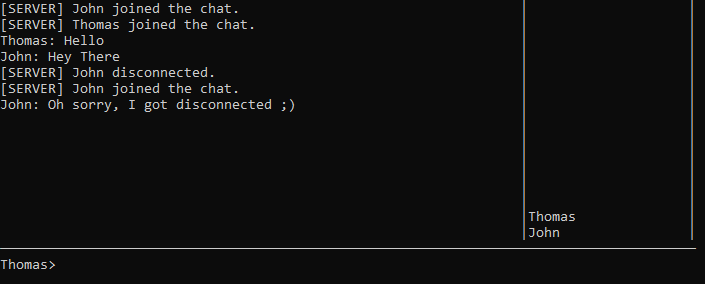 [SERVER] John joined the chat.
[SERVER] Thomas joined the chat.
Thomas: Hello
John: Hey There
[SERVER] John disconnected.
[SERVER] John joined the chat.
John: Oh sorry, I got disconnected ;)
Thomas
John
Thomas>